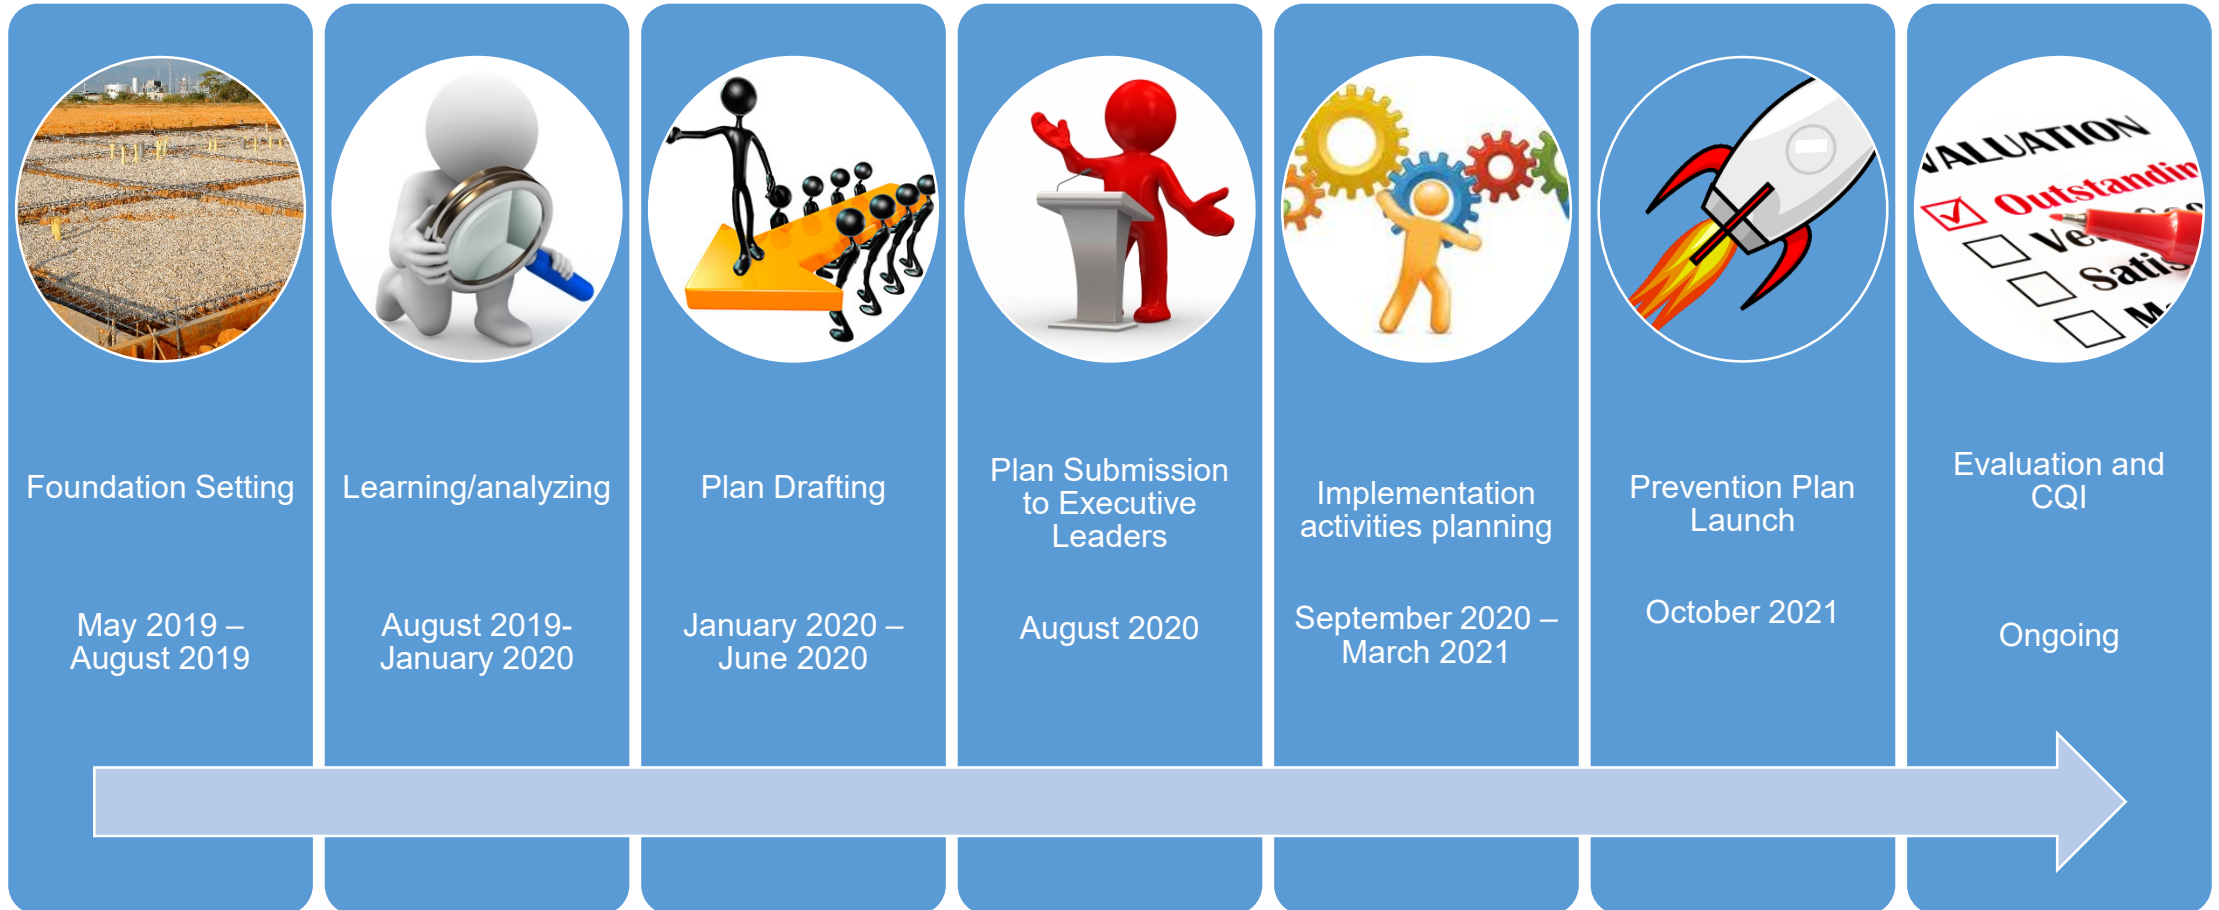 Foundation Setting
May 2019 –
August 2019
Learning/analyzing
August 2019-
January 2020
Plan Drafting
January 2020 –
June 2020
Plan Submission
to Executive
Leaders
August 2020
Implementation
activities planning
September 2020 –
March 2021
Prevention Plan
Launch
October 2021
VALUATION
Outstandin
Evaluation and
CQI
Ongoing